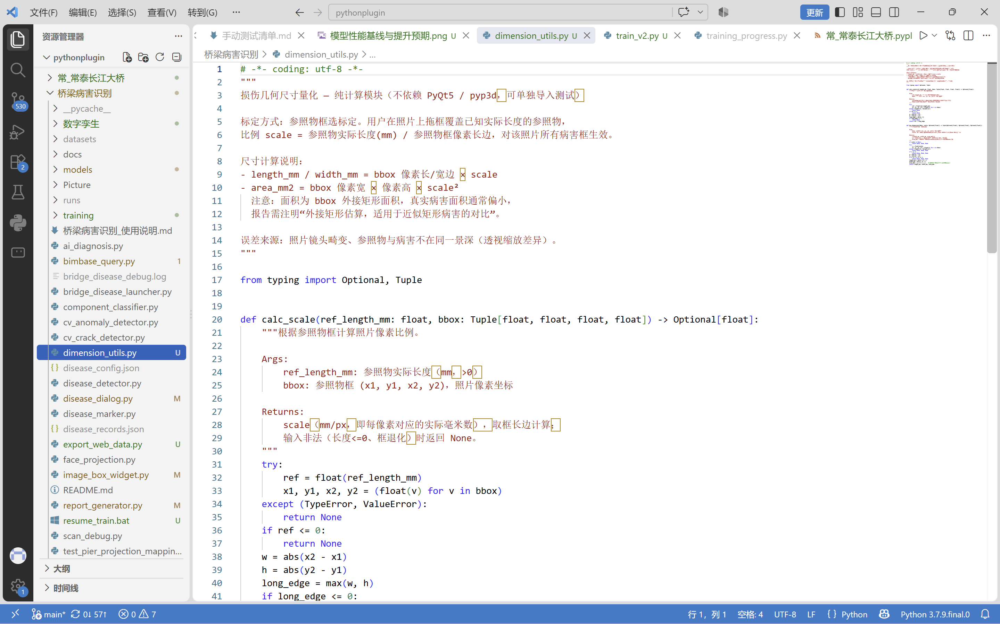 文件(F) 编辑(E) 选择(S) 查看(V) 转到(G) ··· pythonplugin 更新
资源管理器 ···
pythonplugin
常_常泰长江大桥
桥梁病害识别
__pycache__
数字孪生
datasets
docs
models
Picture
runs
training
桥梁病害识别_使用说明.md
ai_diagnosis.py
bimbase_query.py 1
bridge_disease_debug.log
bridge_disease_launcher.py
component_classifier.py
cv_anomaly_detector.py
cv_crack_detector.py
dimension_utils.py U
disease_config.json
disease_detector.py
disease_dialog.py M
disease_marker.py
disease_records.json
export_web_data.py U
face_projection.py
image_box_widget.py M
README.md
report_generator.py M
resume_train.bat U
scan_debug.py
test_pier_projection_mappin...
大纲
时间线
530
2
1
手动测试清单.md 模型性能基线与提升预期.png U dimension_utils.py U train_v2.py U training_progress.py 常_常泰长江大桥.pypl ···
桥梁病害识别 > dimension_utils.py > ...
1 # -*- coding: utf-8 -*-
2 """
3 损伤几何尺寸量化 — 纯计算模块（不依赖 PyQt5 / pyp3d，可单独导入测试）
4
5 标定方式：参照物框选标定。用户在照片上拖框覆盖已知实际长度的参照物，
6 比例 scale = 参照物实际长度(mm) / 参照物框像素长边，对该照片所有病害框生效。
7
8 尺寸计算说明：
9 - length_mm / width_mm = bbox 像素长/宽边 × scale
10 - area_mm2 = bbox 像素宽 × 像素高 × scale²
11 注意：面积为 bbox 外接矩形面积，真实病害面积通常偏小，
12 报告需注明“外接矩形估算，适用于近似矩形病害的对比”。
13
14 误差来源：照片镜头畸变、参照物与病害不在同一景深（透视缩放差异）。
15 """
16
17 from typing import Optional, Tuple
18
19
20 def calc_scale(ref_length_mm: float, bbox: Tuple[float, float, float, float]) -> Optional[float]:
21 """根据参照物框计算照片像素比例。
22
23 Args:
24 ref_length_mm: 参照物实际长度（mm，>0）
25 bbox: 参照物框 (x1, y1, x2, y2)，照片像素坐标
26
27 Returns:
28 scale（mm/px，即每像素对应的实际毫米数），取框长边计算；
29 输入非法（长度<=0、框退化）时返回 None。
30 """
31 try:
32 ref = float(ref_length_mm)
33 x1, y1, x2, y2 = (float(v) for v in bbox)
34 except (TypeError, ValueError):
35 return None
36 if ref <= 0:
37 return None
38 w = abs(x2 - x1)
39 h = abs(y2 - y1)
40 long_edge = max(w, h)
41 if long_edge <= 0:
main* 0↓ 57↑ 0 7 行 1，列 1 空格: 4 UTF-8 LF { } Python Python 3.7.9.final.0